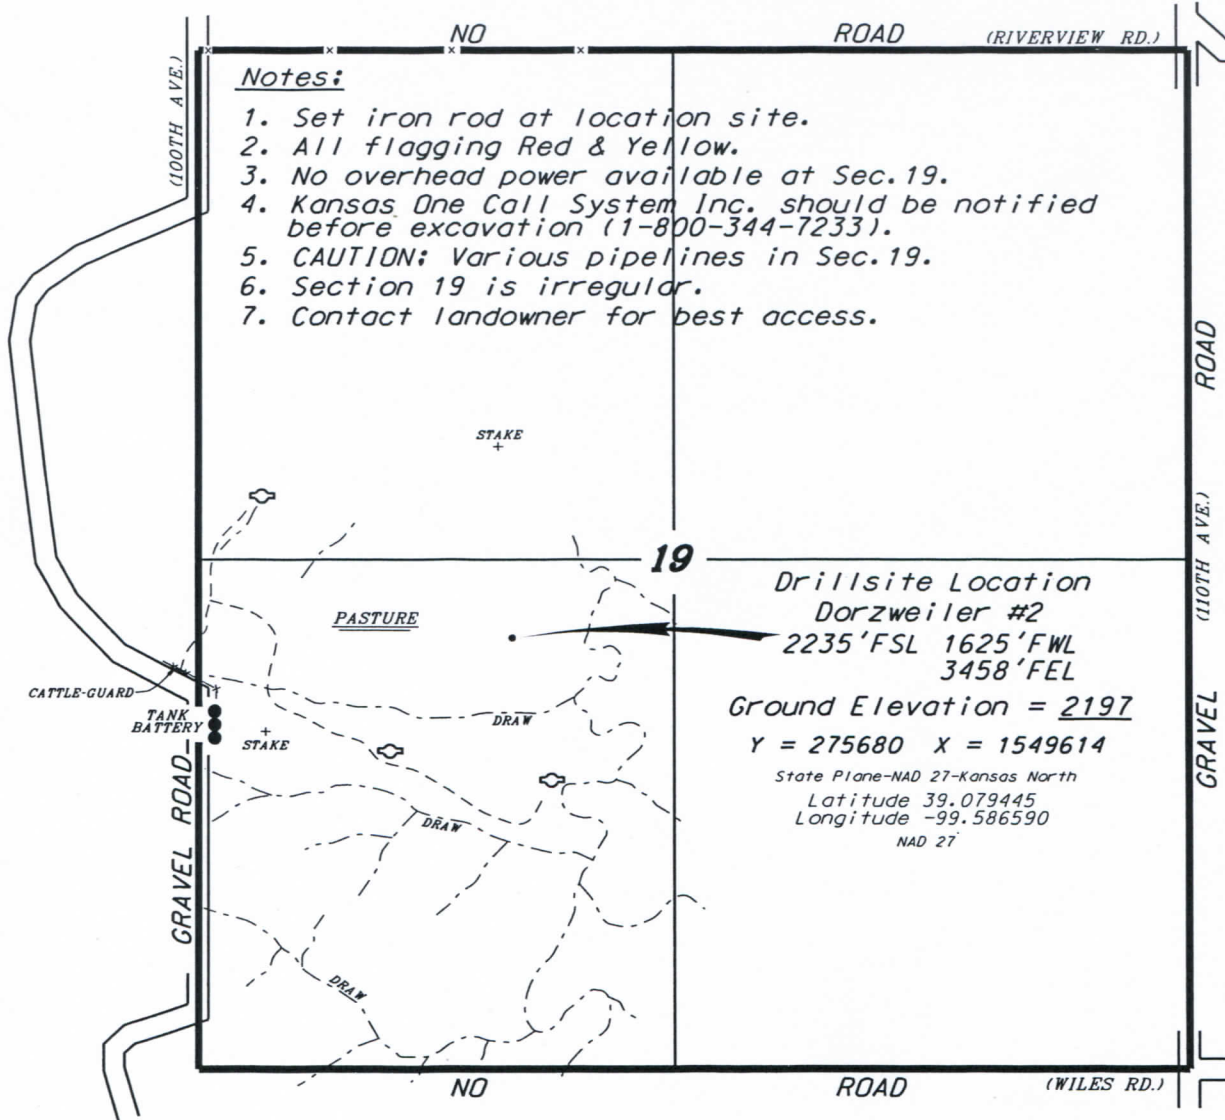 NO
ROAD
(RIVERVIEW RD.)
(100TH AVE.)
Notes:
1. Set iron rod at location site.
2. All flagging Red & Yellow.
3. No overhead power available at Sec.19.
4. Kansas One Call System Inc. should be notified
before excavation (1-800-344-7233).
5. CAUTION: Various pipelines in Sec.19.
6. Section 19 is irregular.
7. Contact landowner for best access.
ROAD
STAKE
(110TH AVE.)
19
Drillsite Location
Dorzweiler #2
2235'FSL 1625'FWL
3458'FEL
PASTURE
CATTLE-GUARD
Ground Elevation = 2197
TANK
BATTERY
STAKE
DRAW
Y = 275680 X = 1549614
State Plane-NAD 27-Kansas North
Latitude 39.079445
Longitude -99.586590
NAD 27
GRAVEL
GRAVEL ROAD
DRAW
DRAW
NO
ROAD
(WILES RD.)